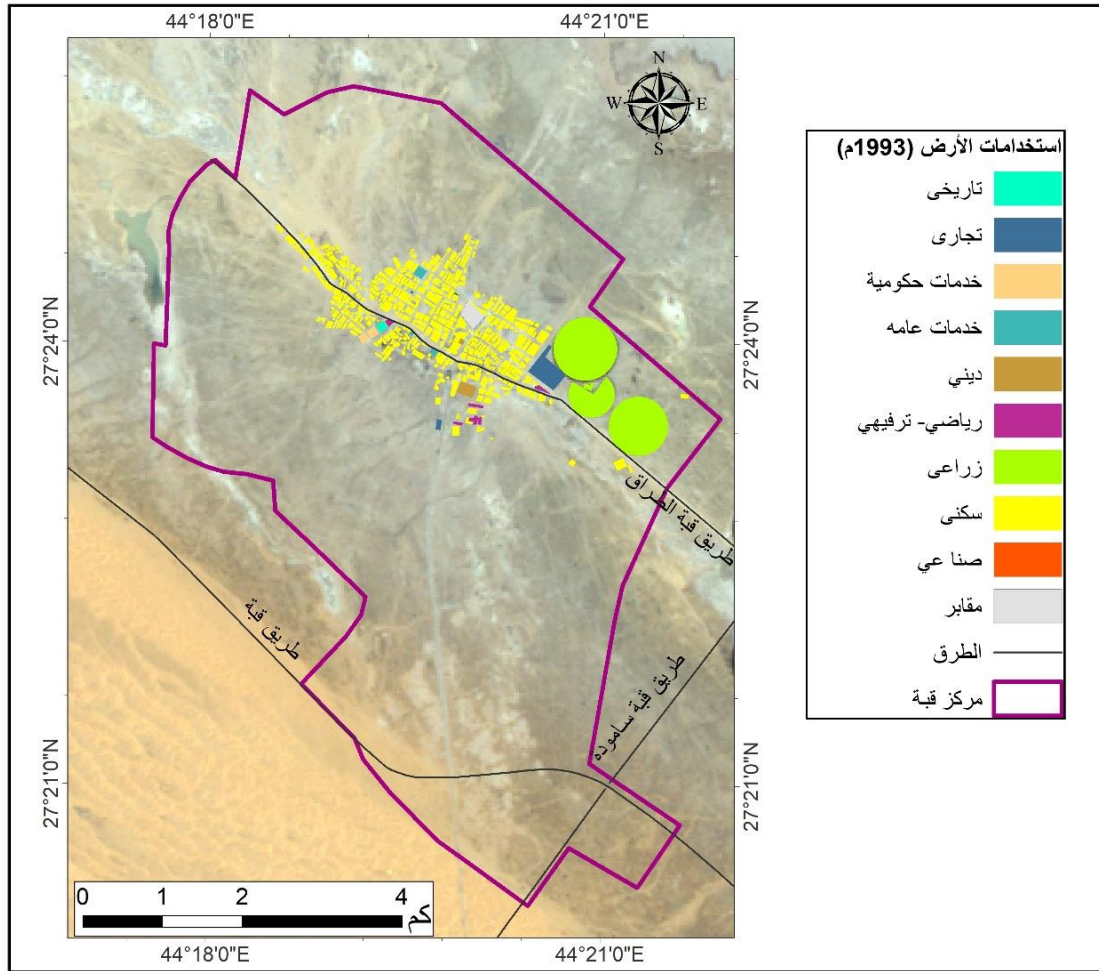 44°18'0"E
44°21'0"E
N
W
E
S
27°24'0"N
27°24'0"N
طريق قبة الطراق
طريق قبة
طريق قبة ساموده
27°21'0"N
27°21'0"N
0 1 2 4
كم
44°18'0"E
44°21'0"E
استخدامات الأرض (1993م)
تاريخى
تجارى
خدمات حكومية
خدمات عامه
ديني
رياضي- ترفيهي
زراعى
سكنى
صنا عي
مقابر
الطرق
مركز قبة